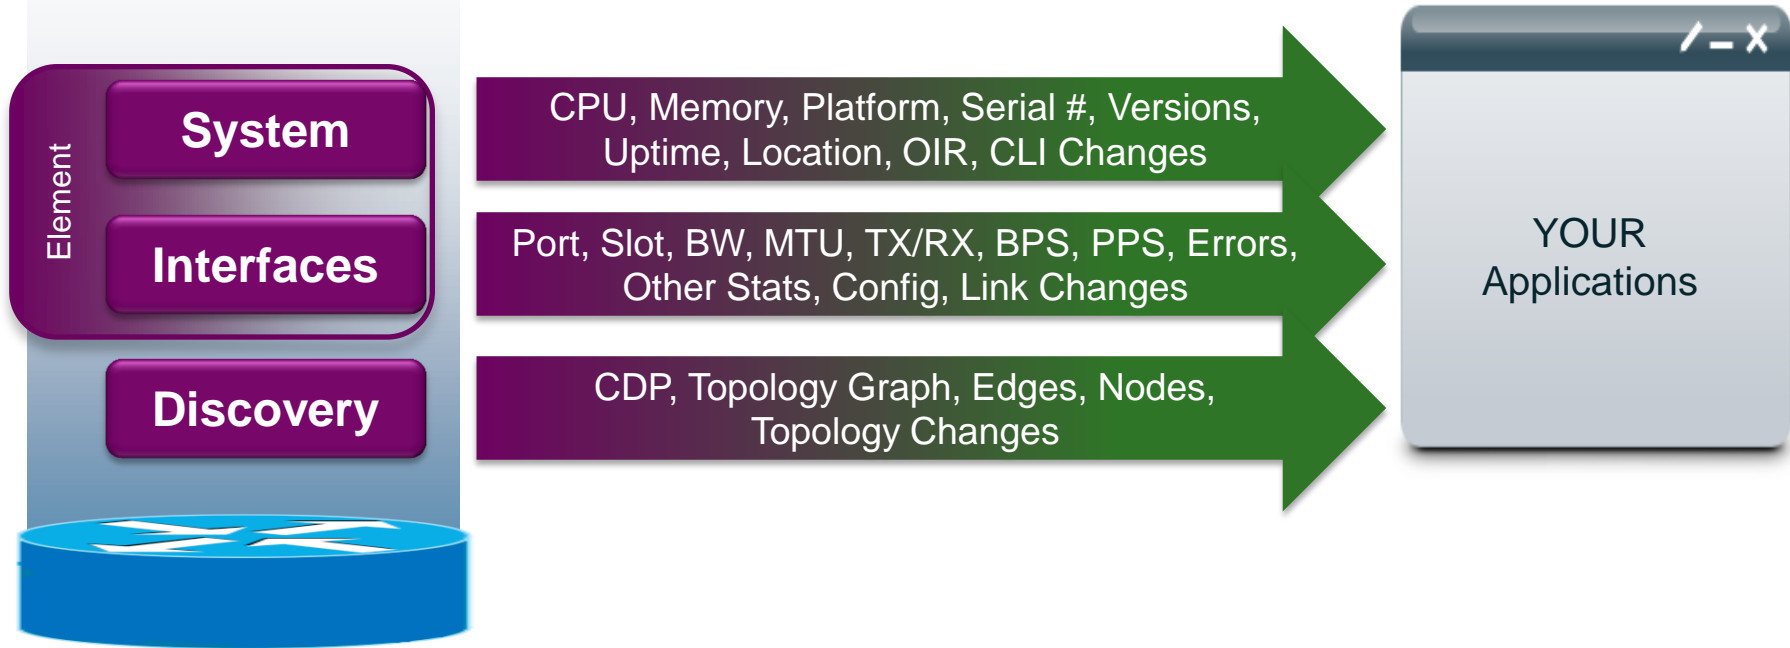 Element
System
CPU, Memory, Platform, Serial #, Versions,
Uptime, Location, OIR, CLI Changes
Interfaces
Port, Slot, BW, MTU, TX/RX, BPS, PPS, Errors,
Other Stats, Config, Link Changes
Discovery
CDP, Topology Graph, Edges, Nodes,
Topology Changes
YOUR
Applications